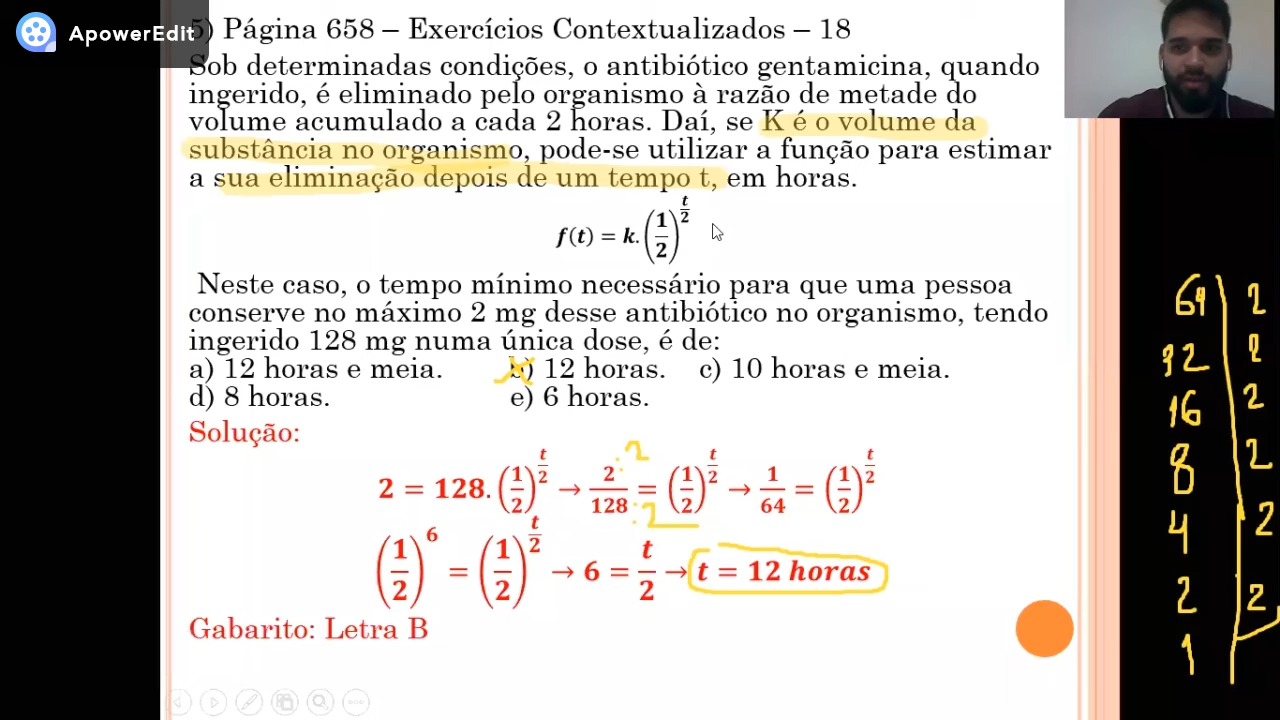 ApowerEdit
5) Página 658 – Exercícios Contextualizados – 18
Sob determinadas condições, o antibiótico gentamicina, quando
ingerido, é eliminado pelo organismo à razão de metade do
volume acumulado a cada 2 horas. Daí, se K é o volume da
substância no organismo, pode-se utilizar a função para estimar
a sua eliminação depois de um tempo t, em horas.
f(t) = k.(1/2)^(t/2)
Neste caso, o tempo mínimo necessário para que uma pessoa
conserve no máximo 2 mg desse antibiótico no organismo, tendo
ingerido 128 mg numa única dose, é de:
a) 12 horas e meia. b) 12 horas. c) 10 horas e meia.
d) 8 horas. e) 6 horas.
Solução:
:2
2 = 128.(1/2)^(t/2) → 2/128 = (1/2)^(t/2) → 1/64 = (1/2)^(t/2)
:2
(1/2)^6 = (1/2)^(t/2) → 6 = t/2 → t = 12 horas
Gabarito: Letra B
64 2
32 2
16 2
8 2
4 2
2 2
1